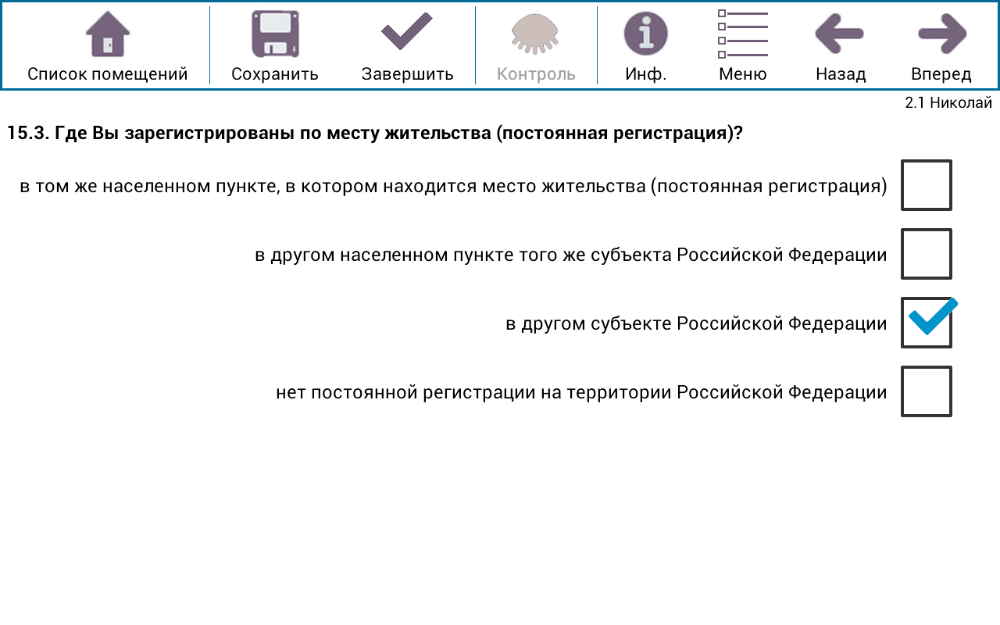 Список помещений
Сохранить
Завершить
Контроль
Инф.
Меню
Назад
Вперед
2.1 Николай
15.3. Где Вы зарегистрированы по месту жительства (постоянная регистрация)?
в том же населенном пункте, в котором находится место жительства (постоянная регистрация)
в другом населенном пункте того же субъекта Российской Федерации
в другом субъекте Российской Федерации
нет постоянной регистрации на территории Российской Федерации